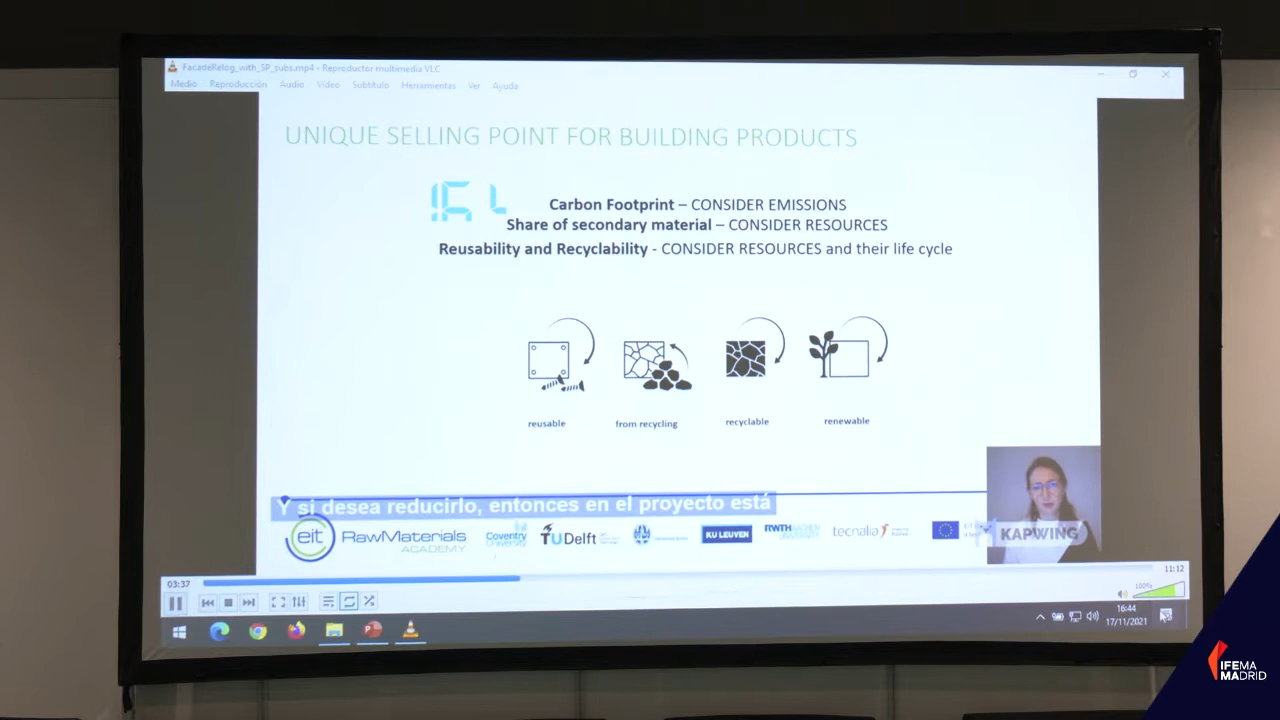 FacadeRelog_with_SP_subs.mp4 - Reproductor multimedia VLC
Medio Reproducción Audio Vídeo Subtítulo Herramientas Ver Ayuda
UNIQUE SELLING POINT FOR BUILDING PRODUCTS
Carbon Footprint – CONSIDER EMISSIONS
Share of secondary material – CONSIDER RESOURCES
Reusability and Recyclability - CONSIDER RESOURCES and their life cycle
reusable from recycling recyclable renewable
Y si desea reducirlo, entonces en el proyecto está
eit RawMaterials
ACADEMY
Coventry
University
TU Delft
KU LEUVEN
RWTH AACHEN
UNIVERSITY
tecnalia
KAPWING
03:37
11:12
100%
16:44
17/11/2021
IFEMA
MADRID